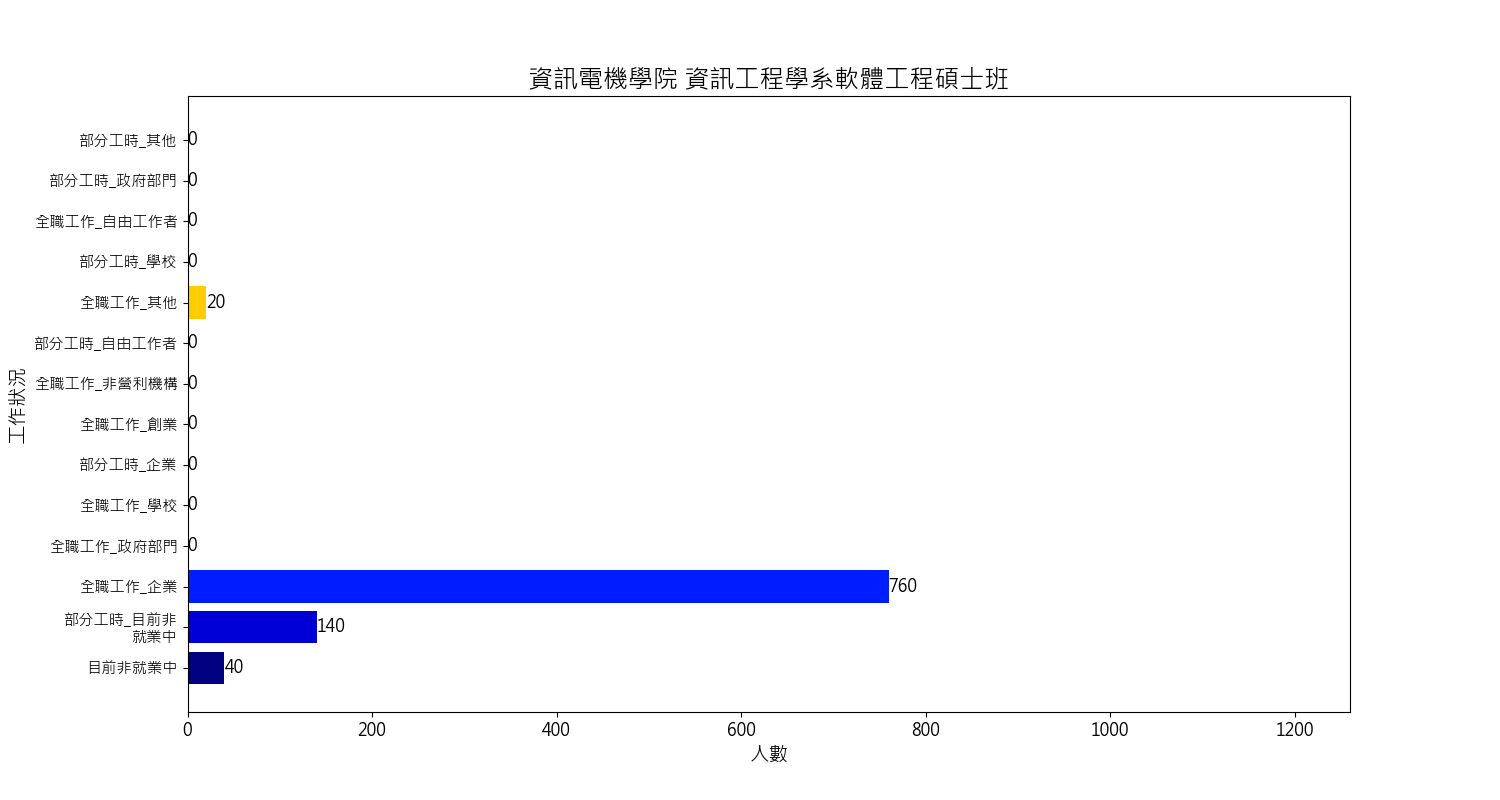 資訊電機學院 資訊工程學系軟體工程碩士班
部分工時_其他 0
部分工時_政府部門 0
全職工作_自由工作者 0
部分工時_學校 0
全職工作_其他 20
部分工時_自由工作者 0
全職工作_非營利機構 0
全職工作_創業 0
部分工時_企業 0
全職工作_學校 0
全職工作_政府部門 0
全職工作_企業 760
部分工時_目前非
就業中 140
目前非就業中 40
工作狀況
0 200 400 600 800 1000 1200
人數